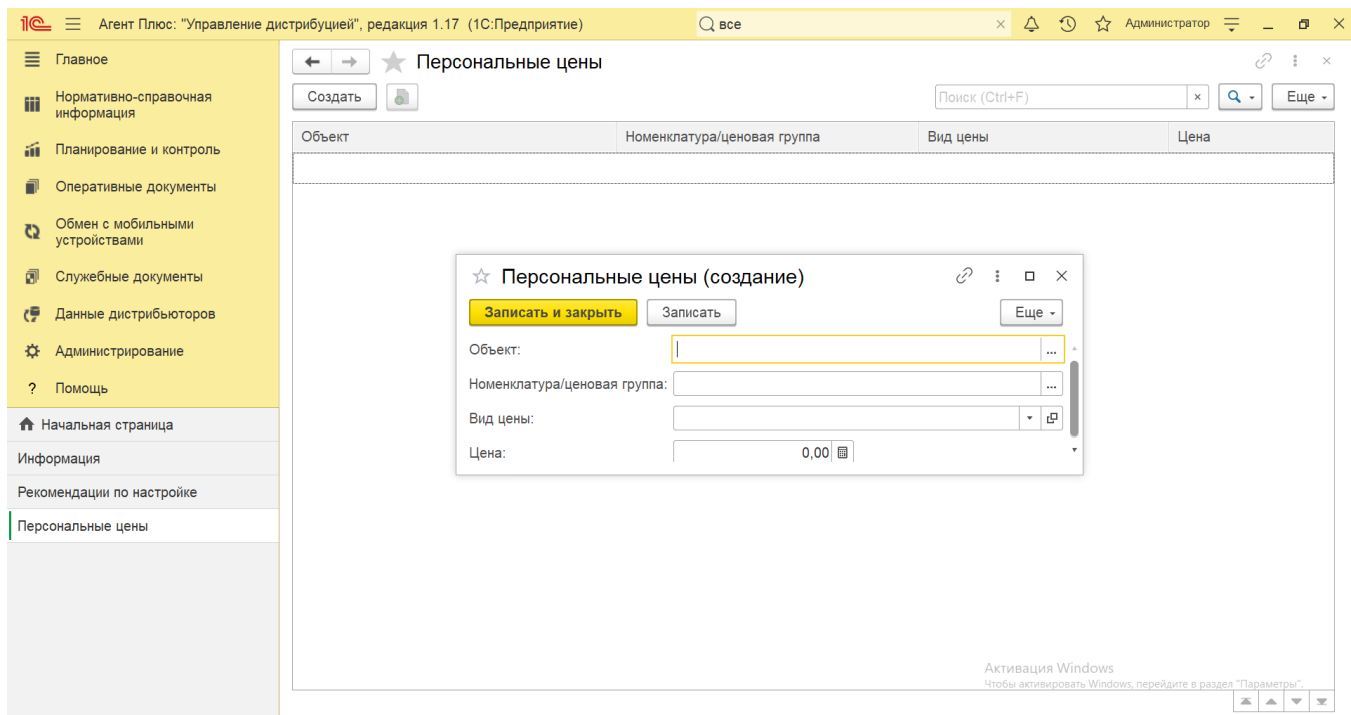 1С Агент Плюс: "Управление дистрибуцией", редакция 1.17 (1С:Предприятие) все Администратор
Главное
Нормативно-справочная
информация
Планирование и контроль
Оперативные документы
Обмен с мобильными
устройствами
Служебные документы
Данные дистрибьюторов
Администрирование
? Помощь
Начальная страница
Информация
Рекомендации по настройке
Персональные цены
Персональные цены
Создать Поиск (Ctrl+F) × Еще
Объект Номенклатура/ценовая группа Вид цены Цена
Персональные цены (создание)
Записать и закрыть Записать Еще
Объект: ...
Номенклатура/ценовая группа: ...
Вид цены:
Цена: 0,00
Активация Windows
Чтобы активировать Windows, перейдите в раздел "Параметры".